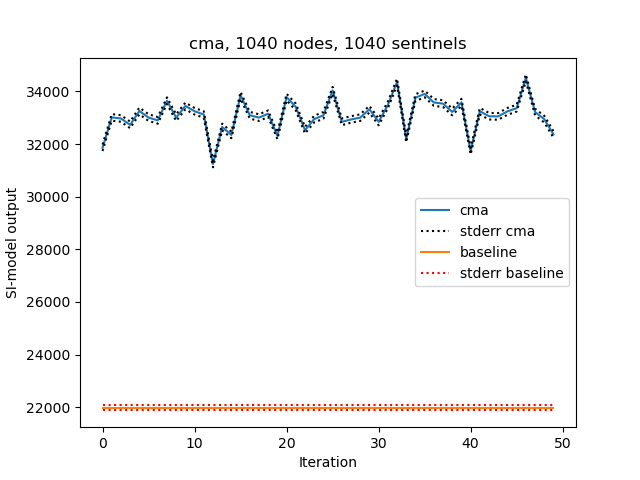 cma, 1040 nodes, 1040 sentinels
SI-model output
34000
32000
30000
28000
26000
24000
22000
cma
stderr cma
baseline
stderr baseline
0
10
20
30
40
50
Iteration